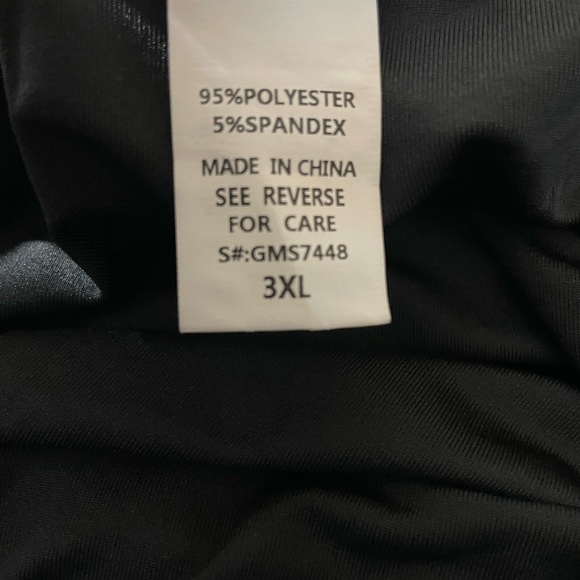 95%POLYESTER
5%SPANDEX
MADE IN CHINA
SEE REVERSE
FOR CARE
S#:GMS7448
3XL